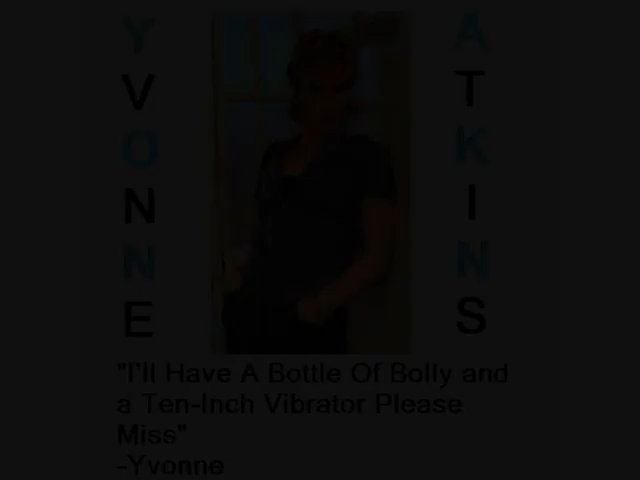 YVONNE
ATKINS
"I'll Have A Bottle Of Bolly and
a Ten-Inch Vibrator Please
Miss"
-Yvonne